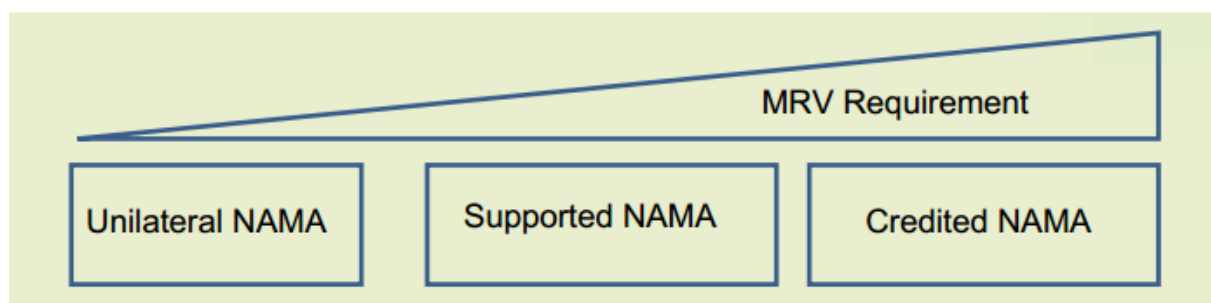 MRV Requirement
Unilateral NAMA
Supported NAMA
Credited NAMA